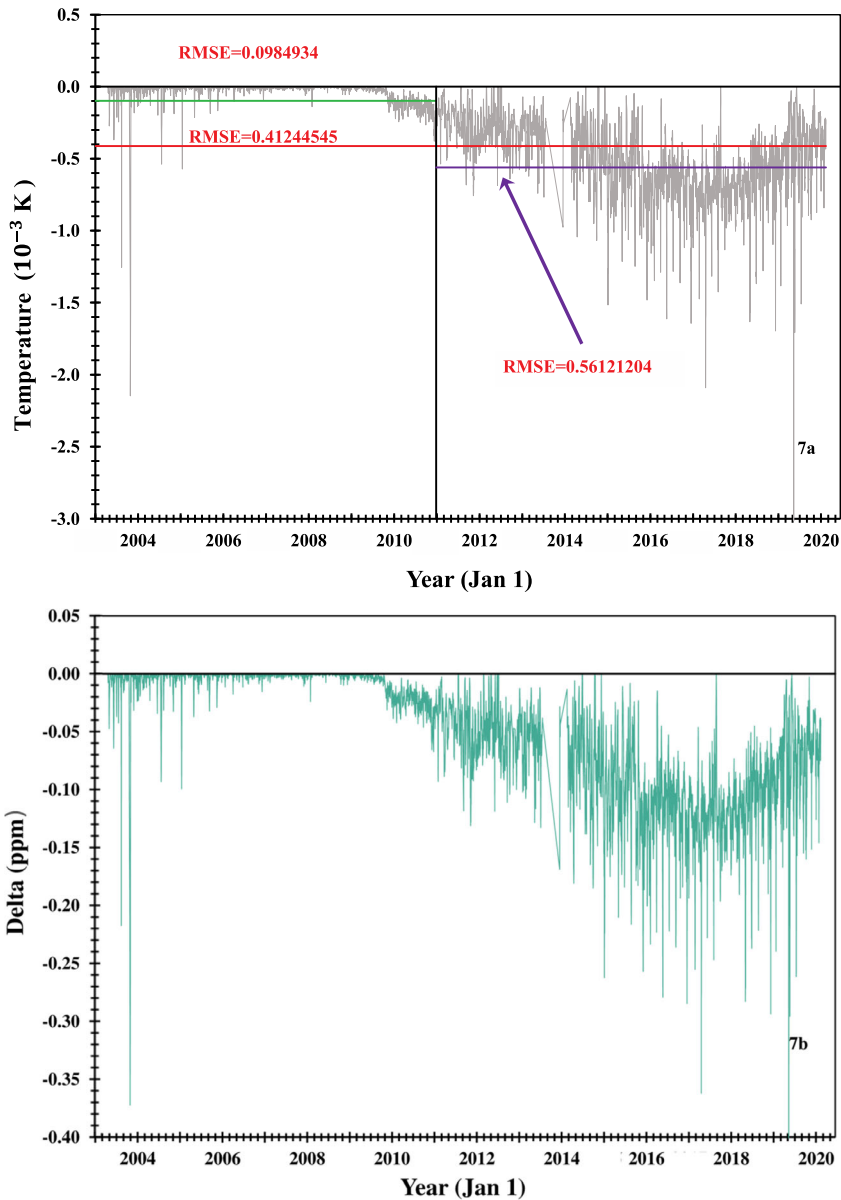 0.5
RMSE=0.0984934
0.0
RMSE=0.41244545
-0.5
-1.0
-1.5
RMSE=0.56121204
-2.0
-2.5
7a
-3.0
Temperature (10⁻³ K )
2004 2006 2008 2010 2012 2014 2016 2018 2020
Year (Jan 1)
0.05
0.00
-0.05
-0.10
-0.15
-0.20
-0.25
-0.30
7b
-0.35
-0.40
Delta (ppm)
2004 2006 2008 2010 2012 2014 2016 2018 2020
Year (Jan 1)